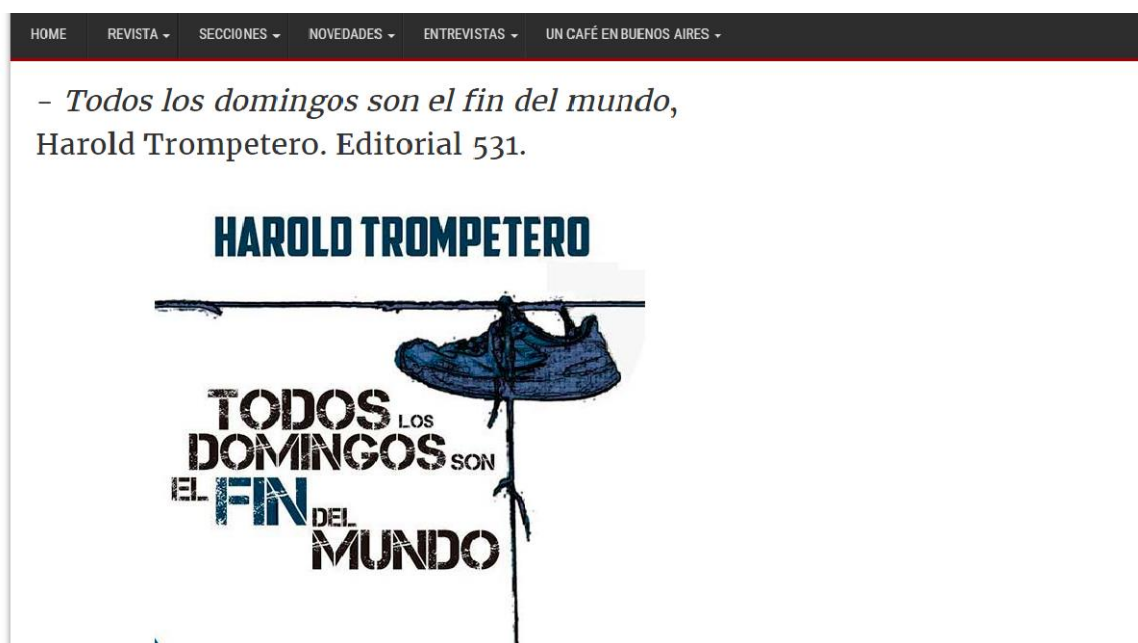 HOME REVISTA SECCIONES NOVEDADES ENTREVISTAS UN CAFÉ EN BUENOS AIRES
– Todos los domingos son el fin del mundo,
Harold Trompetero. Editorial 531.
HAROLD TROMPETERO
TODOS LOS
DOMINGOS SON
EL FIN DEL
MUNDO